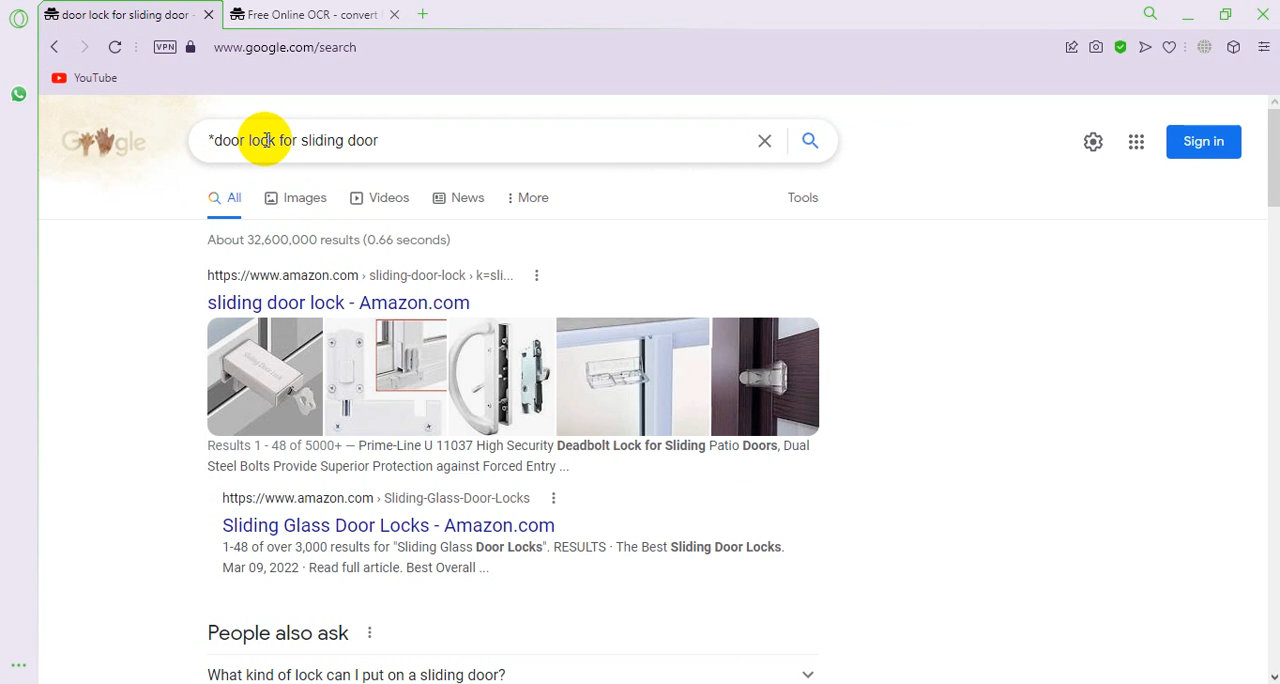 door lock for sliding door -
Free Online OCR - convert
VPN
www.google.com/search
YouTube
Google
*door lock for sliding door
Sign in
All
Images
Videos
News
More
Tools
About 32,600,000 results (0.66 seconds)
https://www.amazon.com › sliding-door-lock › k=sli...
sliding door lock - Amazon.com
Results 1 - 48 of 5000+ — Prime-Line U 11037 High Security Deadbolt Lock for Sliding Patio Doors, Dual
Steel Bolts Provide Superior Protection against Forced Entry ...
https://www.amazon.com › Sliding-Glass-Door-Locks
Sliding Glass Door Locks - Amazon.com
1-48 of over 3,000 results for "Sliding Glass Door Locks". RESULTS · The Best Sliding Door Locks.
Mar 09, 2022 · Read full article. Best Overall ...
People also ask
What kind of lock can I put on a sliding door?